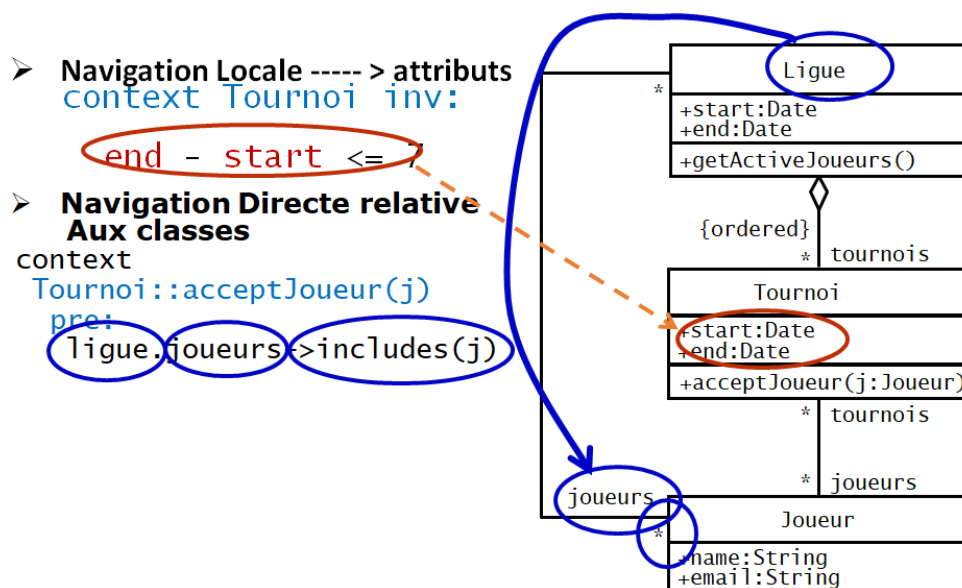 ➢ Navigation Locale ----- > attributs
context Tournoi inv:
end - start <= 7
➢ Navigation Directe relative
Aux classes
context
Tournoi::acceptJoueur(j)
pre:
ligue.joueurs->includes(j)
Ligue
*
+start:Date
+end:Date
+getActiveJoueurs()
{ordered}
* tournois
Tournoi
+start:Date
+end:Date
+acceptJoueur(j:Joueur)
* tournois
* joueurs
joueurs
*
Joueur
+name:String
+email:String